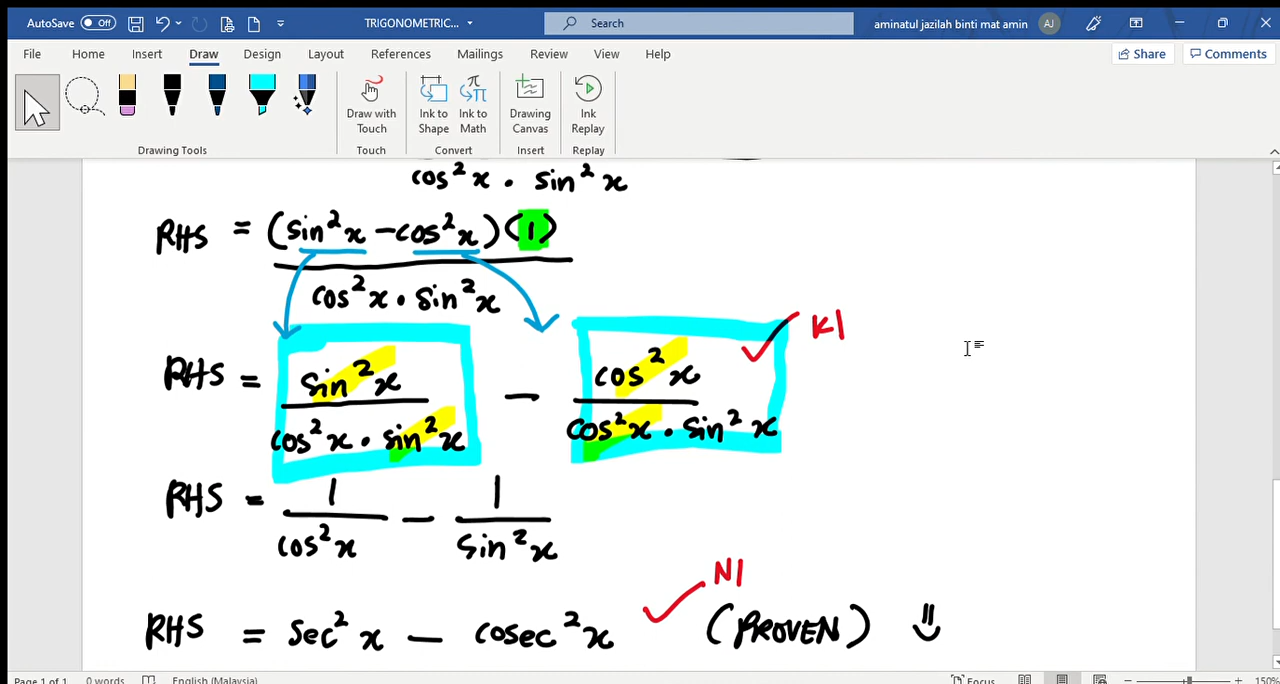 AutoSave Off TRIGONOMETRIC... Search aminatul jazilah binti mat amin AJ
File Home Insert Draw Design Layout References Mailings Review View Help Share Comments
Draw with Touch Ink to Shape Ink to Math Drawing Canvas Ink Replay
Drawing Tools Touch Convert Insert Replay
cos²x . sin²x
RHS = (sin²x - cos²x)(1)
cos²x . sin²x
K1
RHS = sin²x - cos²x
cos²x . sin²x cos²x . sin²x
RHS = 1 - 1
cos²x sin²x
N1
RHS = sec²x - cosec²x (PROVEN)
Page 1 of 1 0 words English (Malaysia) Focus 150%